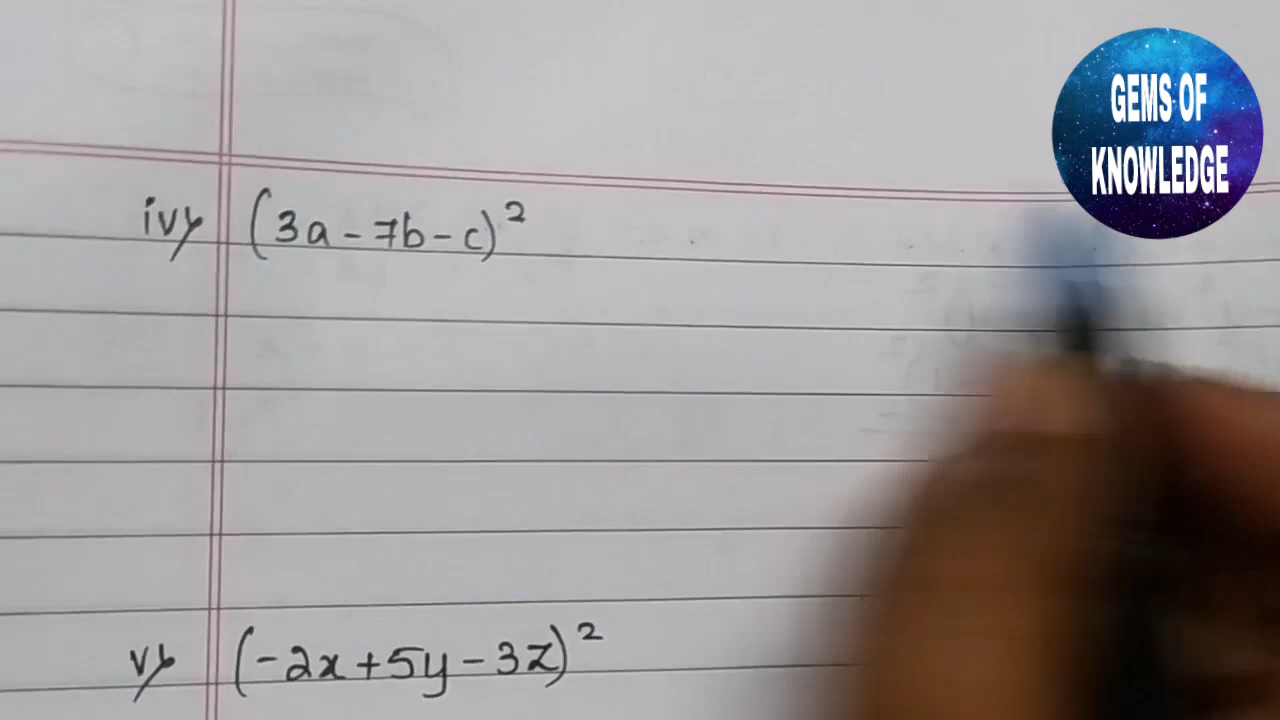 GEMS OF
KNOWLEDGE
iv) (3a - 7b - c)²
v) (-2x + 5y - 3z)²